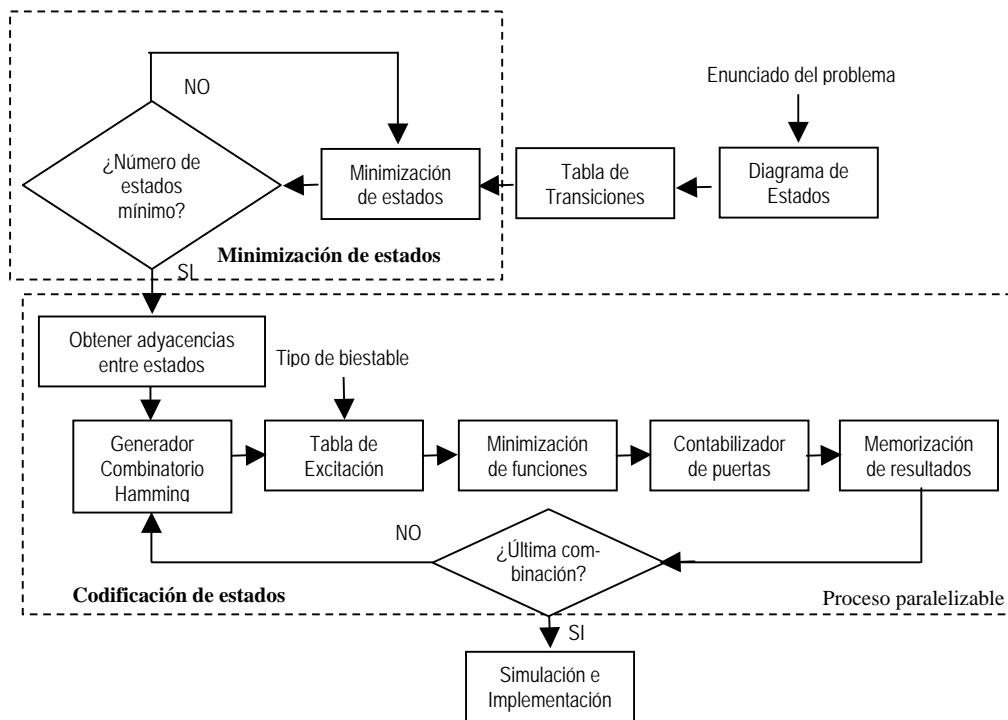 NO
Enunciado del problema
¿Número de
estados
mínimo?
Minimización
de estados
Tabla de
Transiciones
Diagrama de
Estados
Minimización de estados
SI
Obtener adyacencias
entre estados
Tipo de biestable
Generador
Combinatorio
Hamming
Tabla de
Excitación
Minimización
de funciones
Contabilizador
de puertas
Memorización
de resultados
NO
¿Última com-
binación?
Codificación de estados
Proceso paralelizable
SI
Simulación e
Implementación